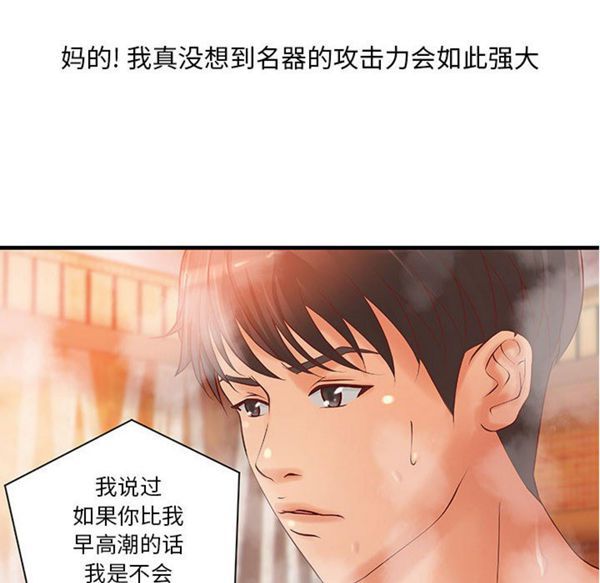 妈的! 我真没想到名器的攻击力会如此强大
我说过
如果你比我
早高潮的话
我是不会